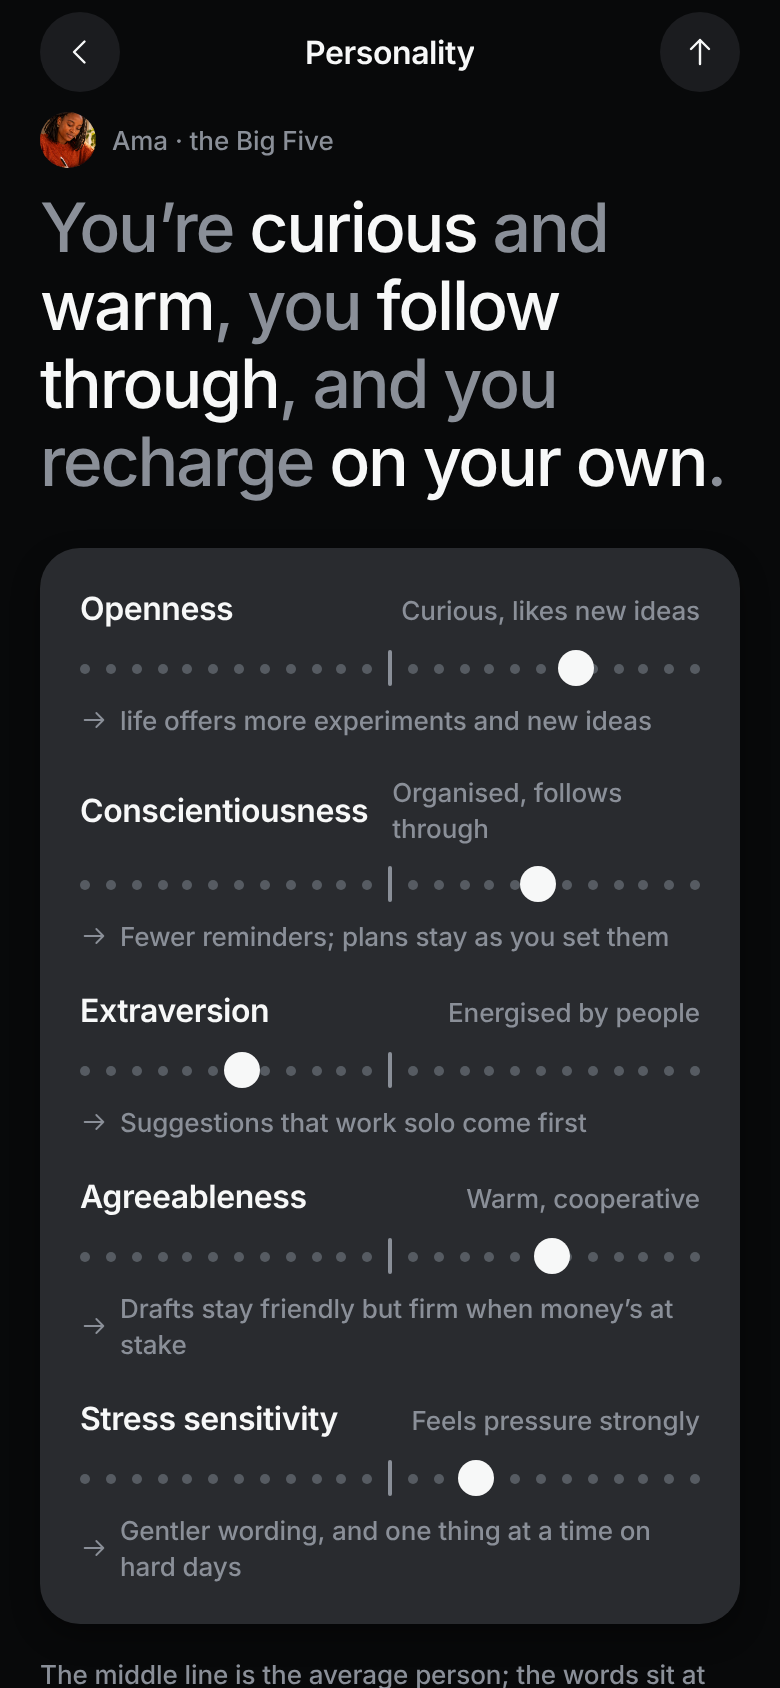 Personality
Ama · the Big Five
You’re curious and
warm, you follow
through, and you
recharge on your own.
Openness
Curious, likes new ideas
→ life offers more experiments and new ideas
Conscientiousness
Organised, follows
through
→ Fewer reminders; plans stay as you set them
Extraversion
Energised by people
→ Suggestions that work solo come first
Agreeableness
Warm, cooperative
→ Drafts stay friendly but firm when money’s at
stake
Stress sensitivity
Feels pressure strongly
→ Gentler wording, and one thing at a time on
hard days
The middle line is the average person; the words sit at